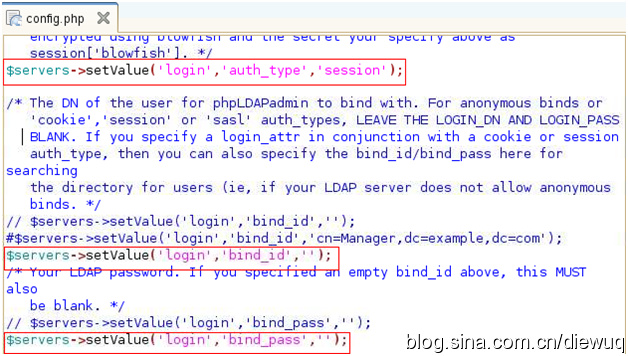 config.php
encrypted using blowfish and the secret your specify above as
session['blowfish']. */
$servers->setValue('login','auth_type','session');
/* The DN of the user for phpLDAPadmin to bind with. For anonymous binds or
'cookie','session' or 'sasl' auth_types, LEAVE THE LOGIN_DN AND LOGIN_PASS
BLANK. If you specify a login_attr in conjunction with a cookie or session
auth_type, then you can also specify the bind_id/bind_pass here for
searching
the directory for users (ie, if your LDAP server does not allow anonymous
binds. */
// $servers->setValue('login','bind_id','');
#$servers->setValue('login','bind_id','cn=Manager,dc=example,dc=com');
$servers->setValue('login','bind_id','');
/* Your LDAP password. If you specified an empty bind_id above, this MUST
also
be blank. */
// $servers->setValue('login','bind_pass','');
$servers->setValue('login','bind_pass','');
blog.sina.com.cn/diewuq